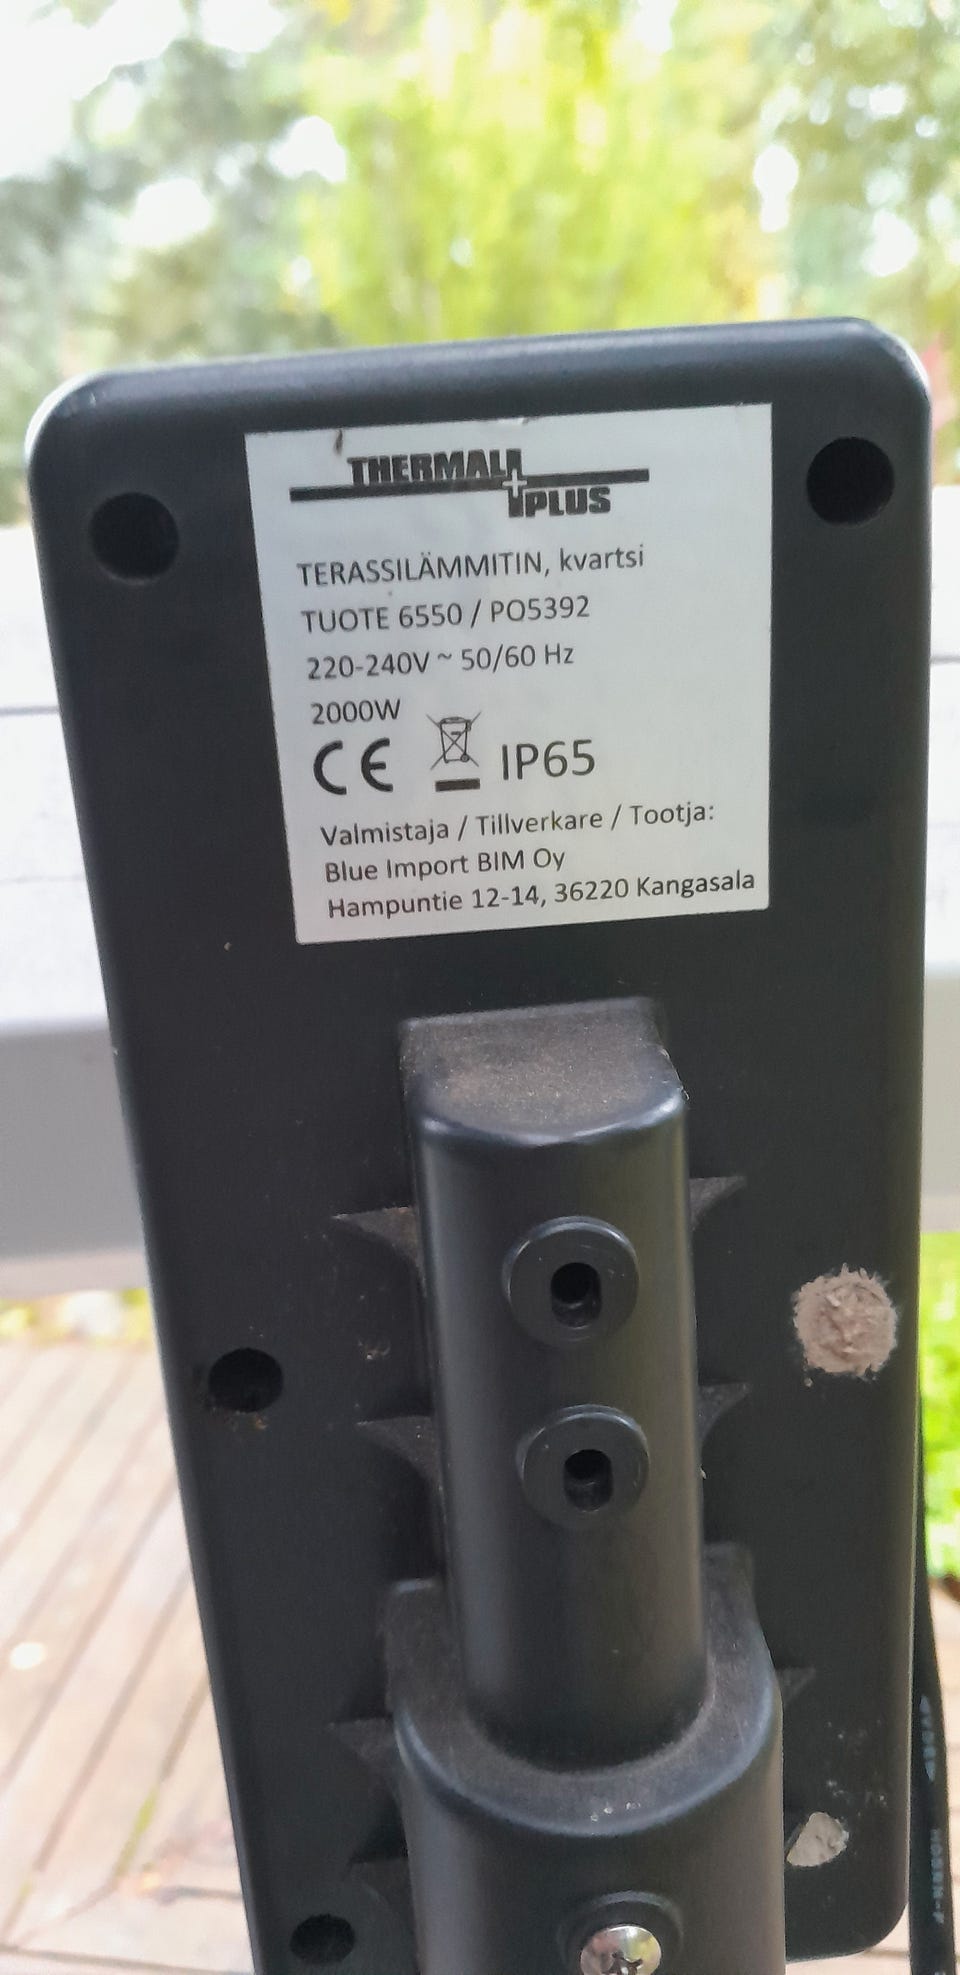 THERMAL
PLUS
TERASSILÄMMITIN, kvartsi
TUOTE 6550 / PO5392
220-240V ~ 50/60 Hz
2000W
CE IP65
Valmistaja / Tillverkare / Tootja:
Blue Import BIM Oy
Hampuntie 12-14, 36220 Kangasala